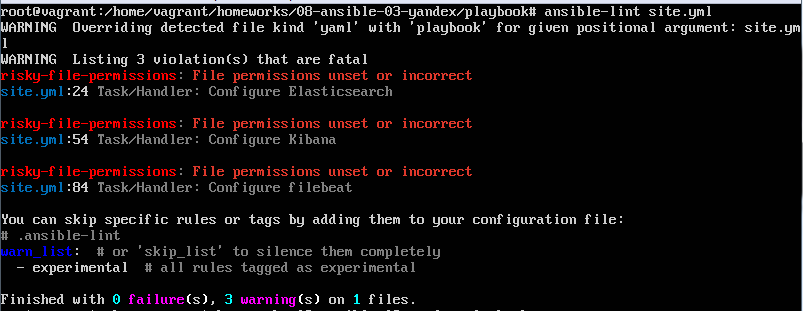 root@vagrant:/home/vagrant/homeworks/08-ansible-03-yandex/playbook# ansible-lint site.yml
WARNING  Overriding detected file kind 'yaml' with 'playbook' for given positional argument: site.ym
l
WARNING  Listing 3 violation(s) that are fatal
risky-file-permissions: File permissions unset or incorrect
site.yml:24 Task/Handler: Configure Elasticsearch
risky-file-permissions: File permissions unset or incorrect
site.yml:54 Task/Handler: Configure Kibana
risky-file-permissions: File permissions unset or incorrect
site.yml:84 Task/Handler: Configure filebeat
You can skip specific rules or tags by adding them to your configuration file:
# .ansible-lint
warn_list:  # or 'skip_list' to silence them completely
  - experimental  # all rules tagged as experimental
Finished with 0 failure(s), 3 warning(s) on 1 files.